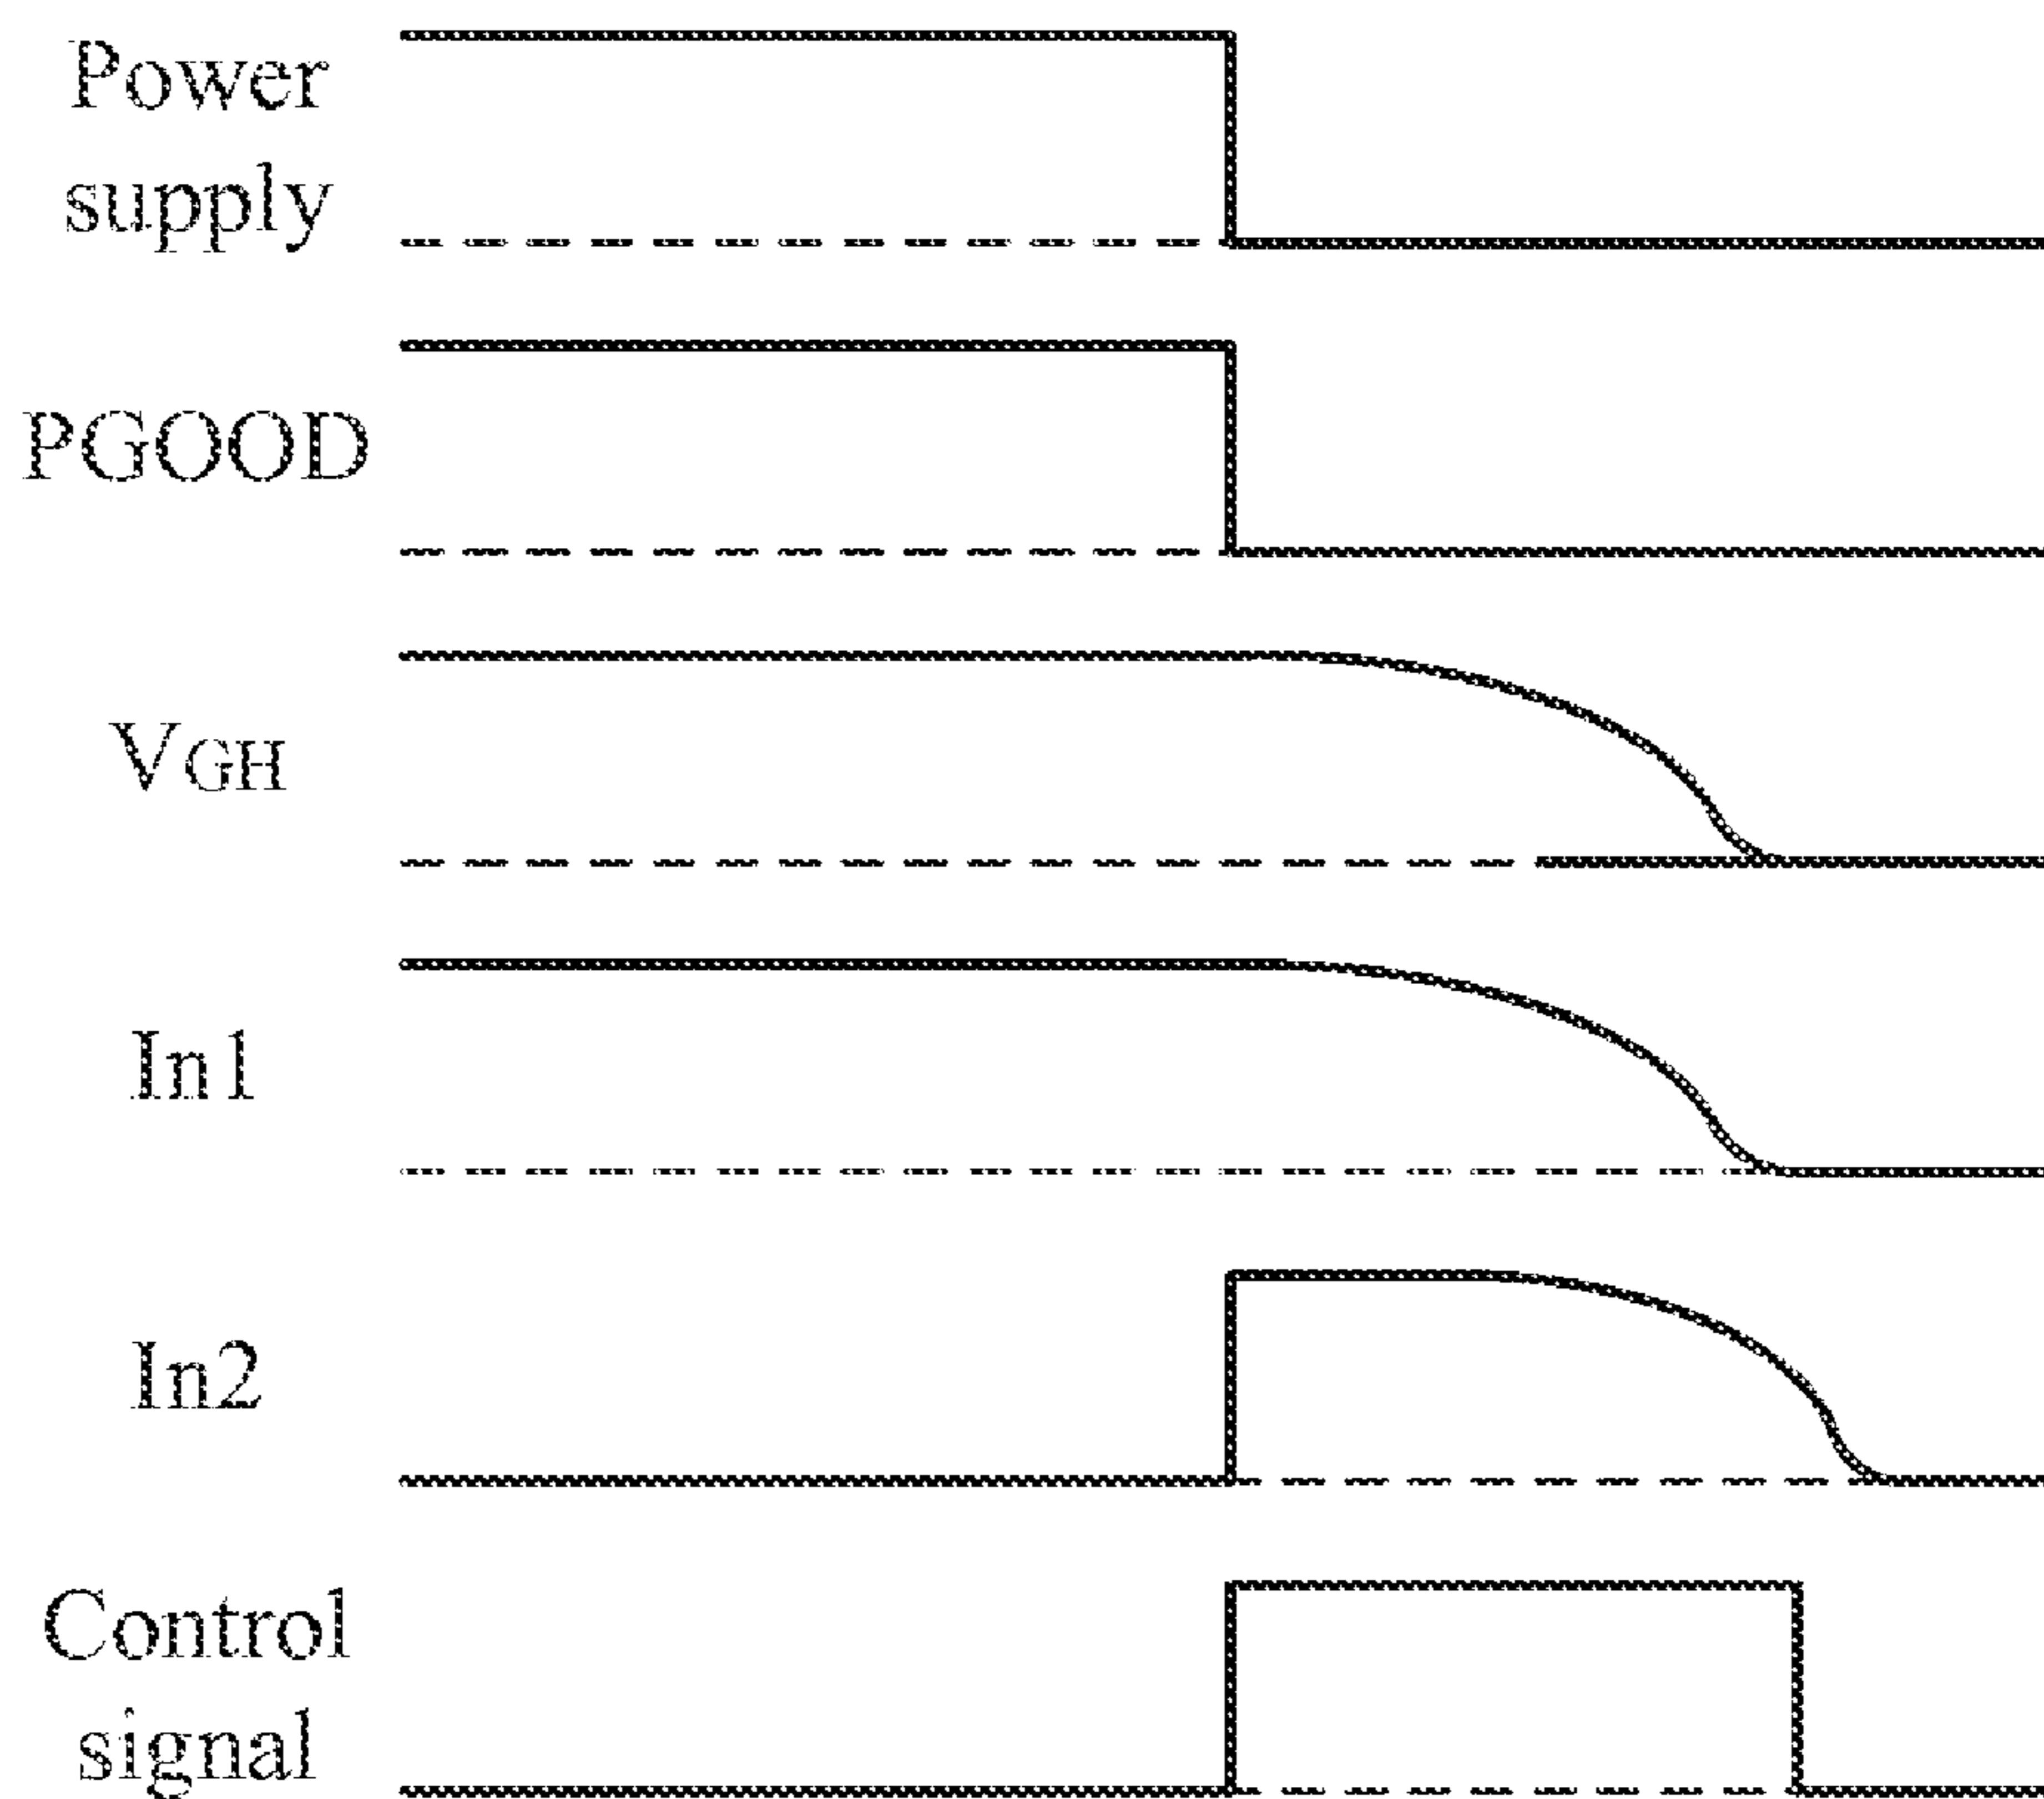 Power
supply
PGOOD
VGH
In1
In2
Control
signal